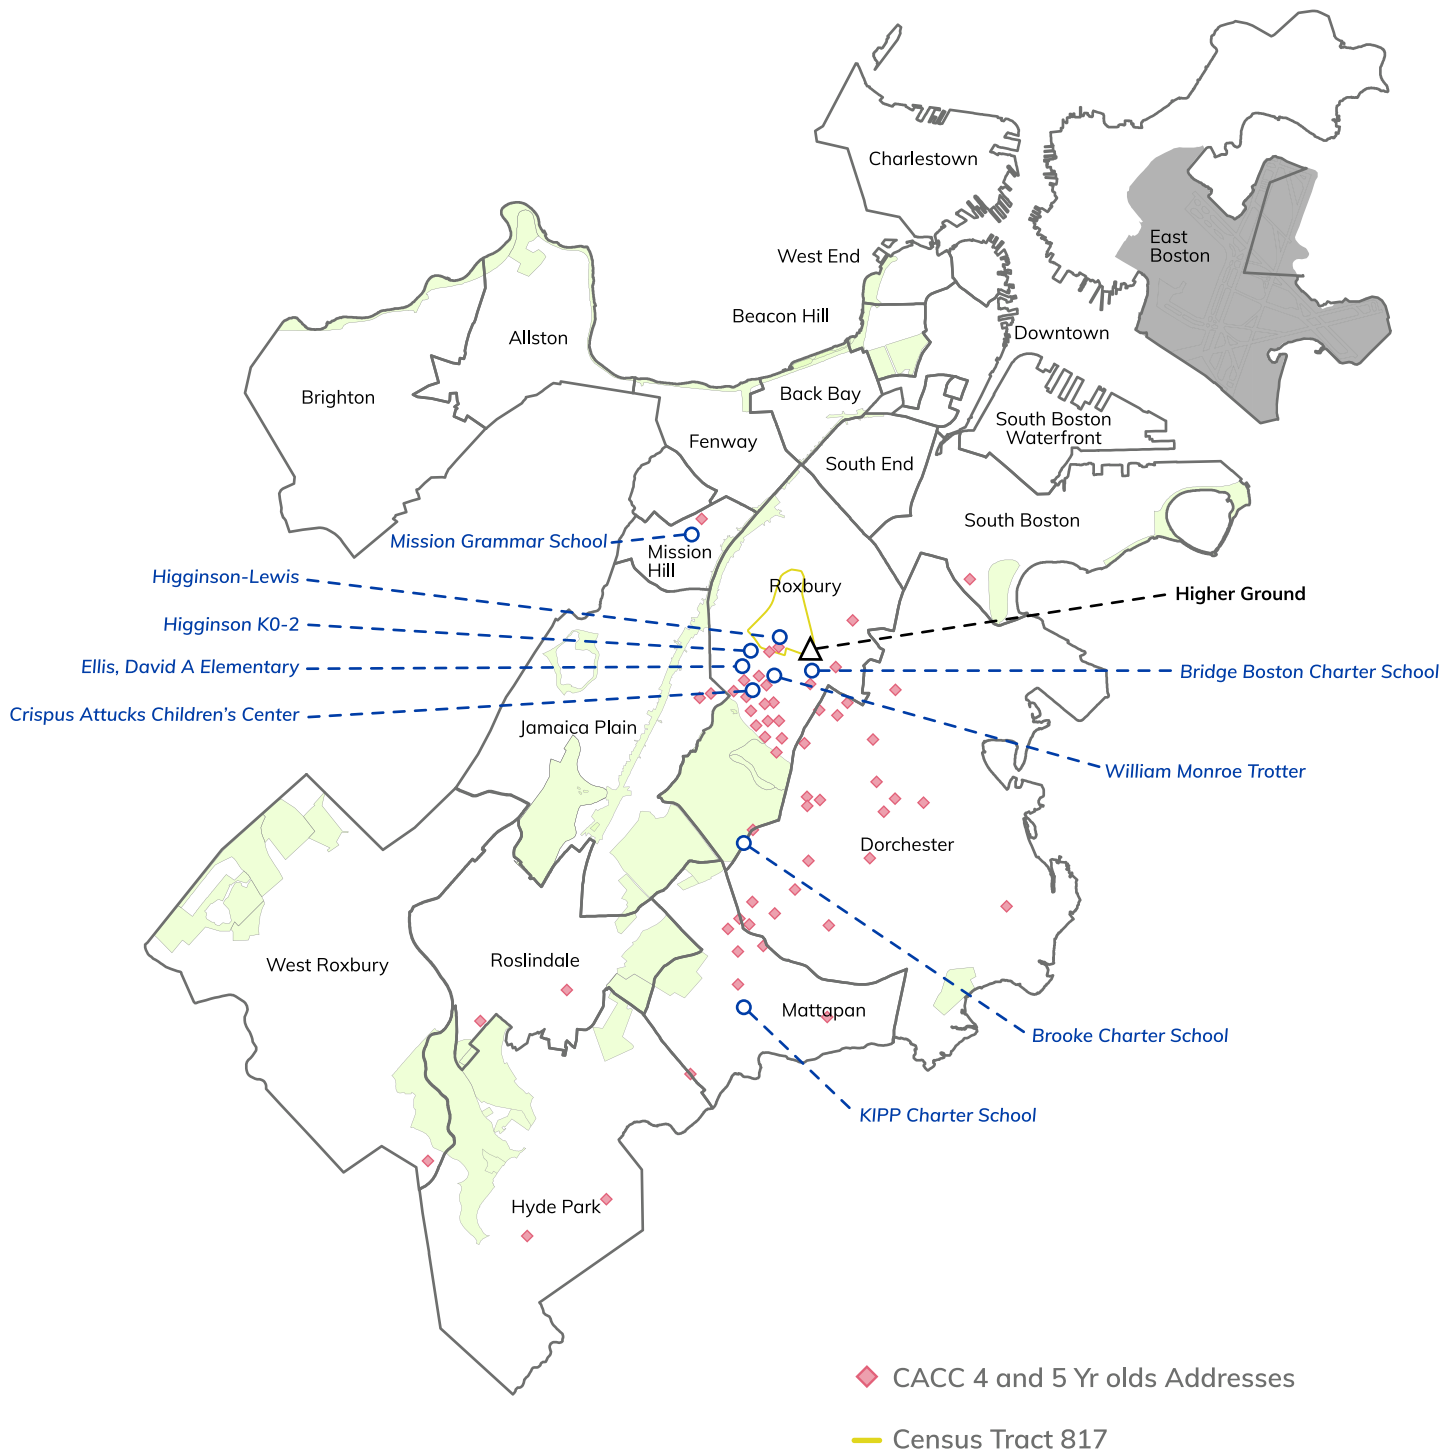 Charlestown
West End
East
Boston
Beacon Hill
Downtown
Allston
Brighton
Back Bay
South Boston
Waterfront
Fenway
South End
South Boston
Mission Grammar School
Mission
Hill
Higginson-Lewis
Roxbury
Higher Ground
Higginson K0-2
Ellis, David A Elementary
Bridge Boston Charter School
Crispus Attucks Children's Center
Jamaica Plain
William Monroe Trotter
Dorchester
West Roxbury
Roslindale
Mattapan
Brooke Charter School
KIPP Charter School
Hyde Park
CACC 4 and 5 Yr olds Addresses
Census Tract 817